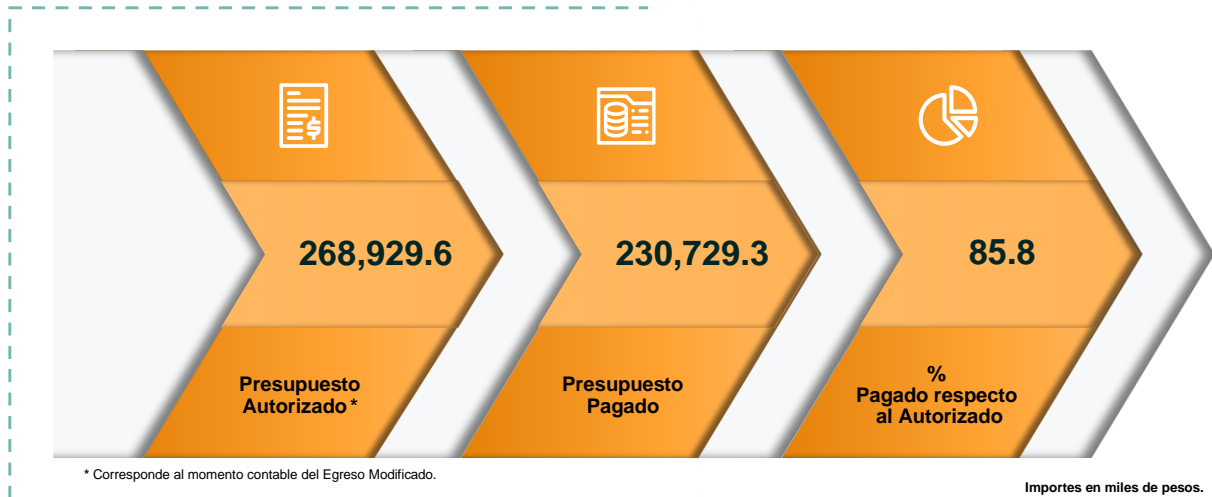 268,929.6
230,729.3
85.8
Presupuesto
Autorizado *
Presupuesto
Pagado
%
Pagado respecto
al Autorizado
* Corresponde al momento contable del Egreso Modificado.
Importes en miles de pesos.